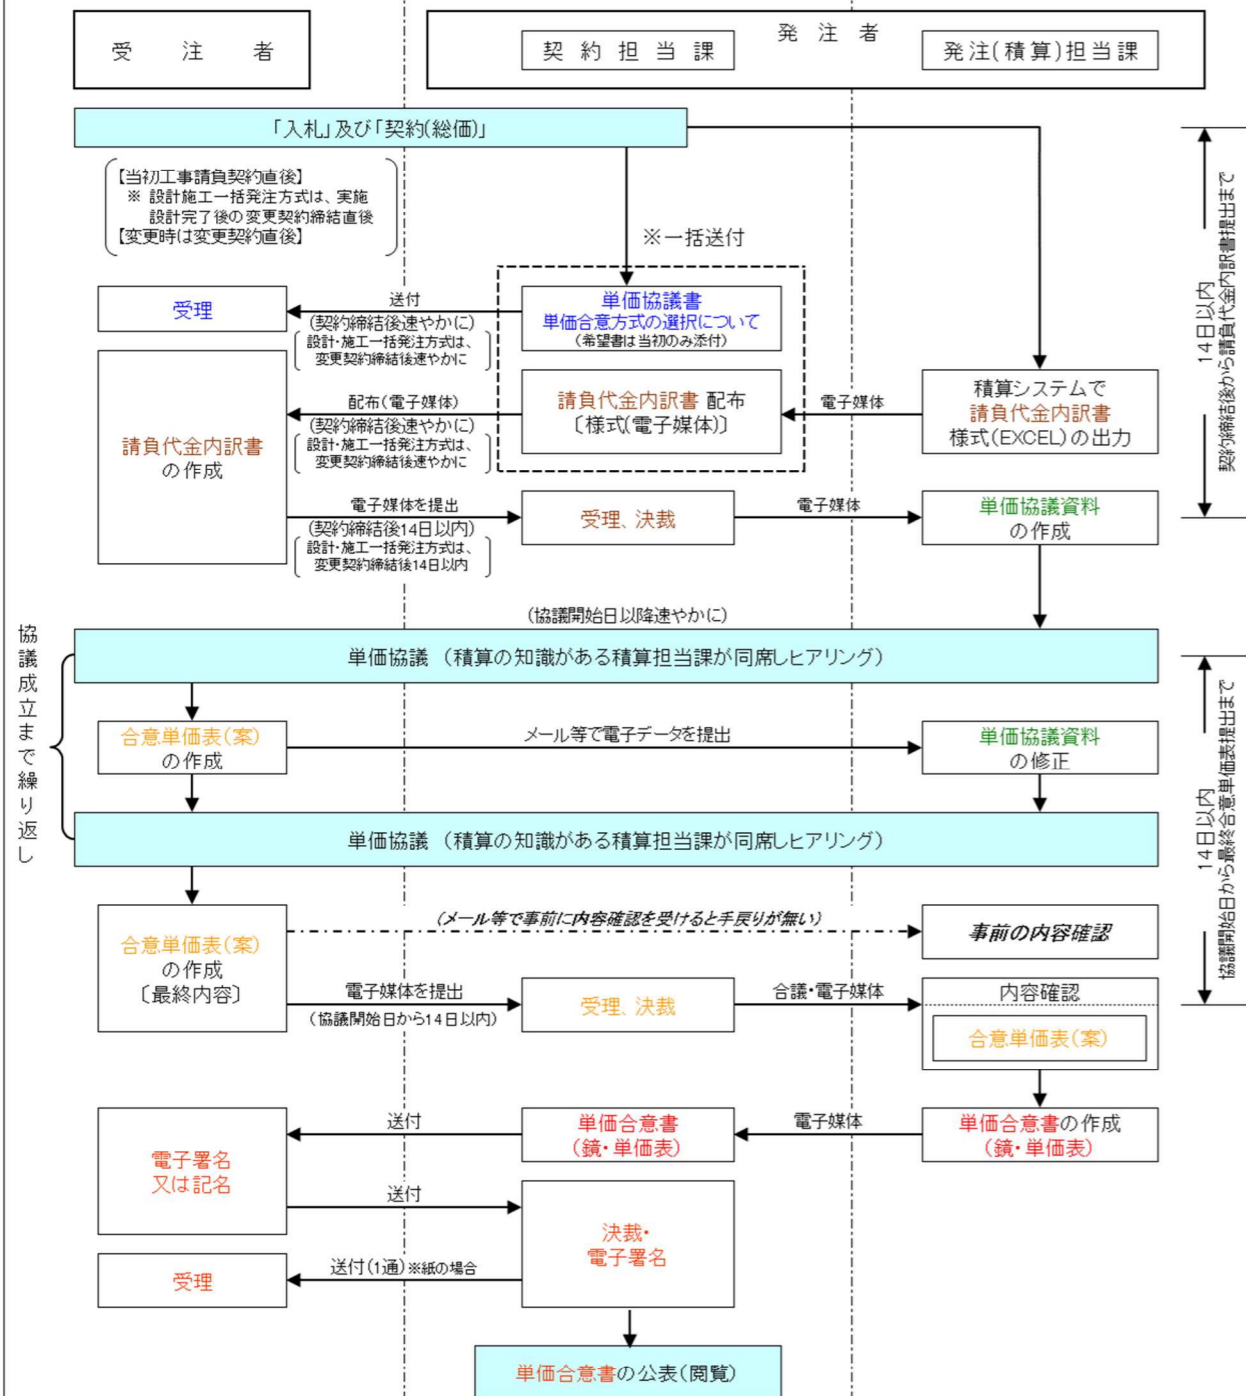 受　注　者
発　注　者
契　約　担　当　課
発注(積算)担当課
「入札」及び「契約(総価)」
【当初工事請負契約直後】
※ 設計施工一括発注方式は、実施
設計完了後の変更契約締結直後
【変更時は変更契約直後】
※一括送付
受理
送付
(契約締結後速やかに)
設計・施工一括発注方式は、
変更契約締結後速やかに
単価協議書
単価合意方式の選択について
(希望書は当初のみ添付)
請負代金内訳書
の作成
配布(電子媒体)
(契約締結後速やかに)
設計・施工一括発注方式は、
変更契約締結後速やかに
請負代金内訳書 配布
〔様式(電子媒体)〕
電子媒体
積算システムで
請負代金内訳書
様式(EXCEL)の出力
電子媒体を提出
(契約締結後14日以内)
設計・施工一括発注方式は、
変更契約締結後14日以内
受理、決裁
電子媒体
単価協議資料
の作成
14日以内
契約締結後から請負代金内訳書提出まで
(協議開始日以降速やかに)
単価協議　(積算の知識がある積算担当課が同席しヒアリング)
協議成立まで繰り返し
合意単価表(案)
の作成
メール等で電子データを提出
単価協議資料
の修正
単価協議　(積算の知識がある積算担当課が同席しヒアリング)
14日以内
協議開始日から最終合意単価表提出まで
合意単価表(案)
の作成
〔最終内容〕
(メール等で事前に内容確認を受けると手戻りが無い)
事前の内容確認
電子媒体を提出
(協議開始日から14日以内)
受理、決裁
合議・電子媒体
内容確認
合意単価表(案)
電子署名
又は記名
送付
単価合意書
(鏡・単価表)
電子媒体
単価合意書の作成
(鏡・単価表)
送付
決裁・
電子署名
受理
送付(1通)※紙の場合
単価合意書の公表(閲覧)